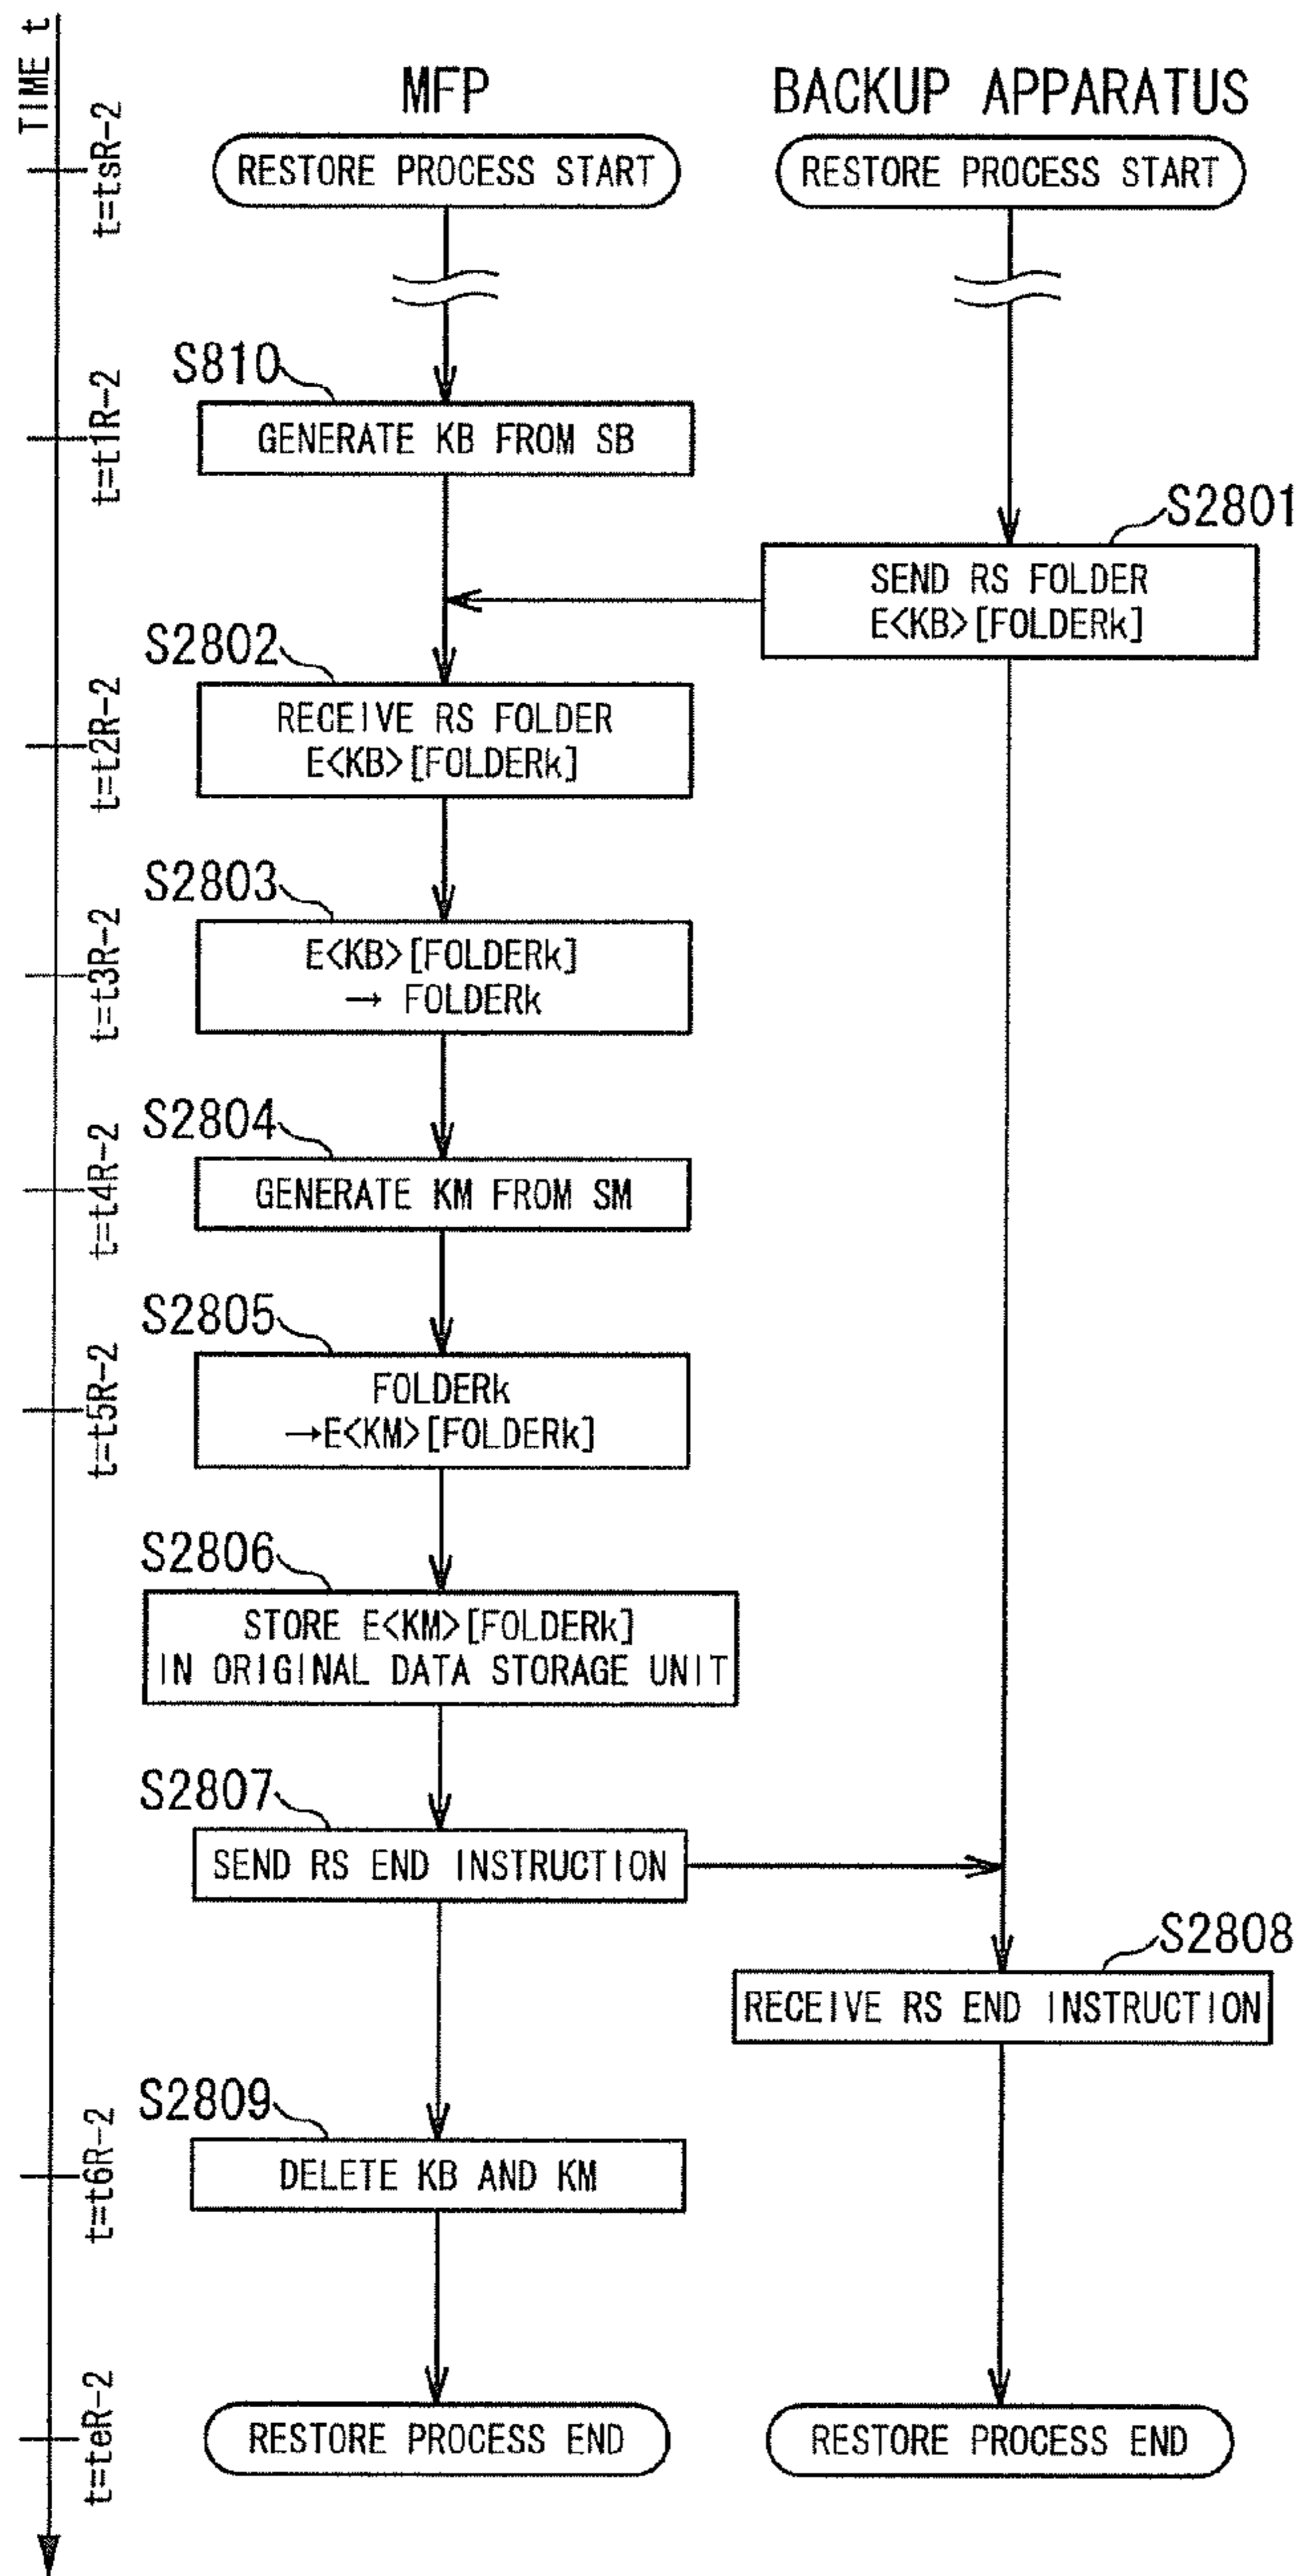 TIME t
MFP
BACKUP APPARATUS
t=tsR-2
RESTORE PROCESS START
RESTORE PROCESS START
S810
t=t1R-2
GENERATE KB FROM SB
S2801
SEND RS FOLDER
E<KB>[FOLDERk]
S2802
t=t2R-2
RECEIVE RS FOLDER
E<KB>[FOLDERk]
S2803
t=t3R-2
E<KB>[FOLDERk]
→ FOLDERk
S2804
t=t4R-2
GENERATE KM FROM SM
S2805
t=t5R-2
FOLDERk
→E<KM>[FOLDERk]
S2806
STORE E<KM>[FOLDERk]
IN ORIGINAL DATA STORAGE UNIT
S2807
SEND RS END INSTRUCTION
S2808
RECEIVE RS END INSTRUCTION
S2809
t=t6R-2
DELETE KB AND KM
t=teR-2
RESTORE PROCESS END
RESTORE PROCESS END